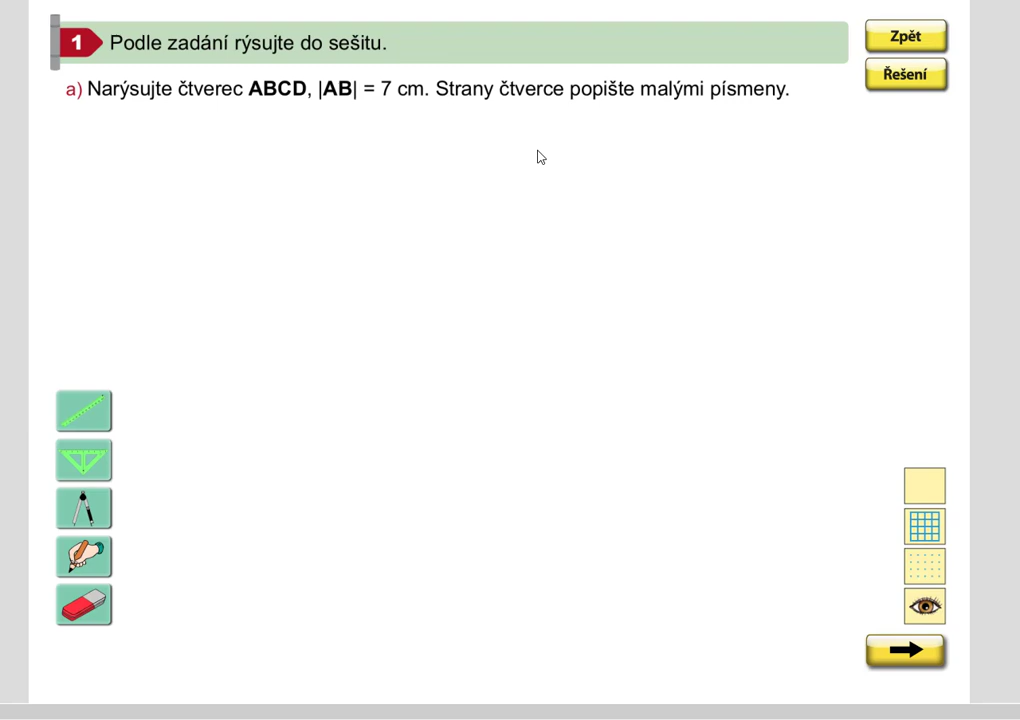 1 Podle zadání rýsujte do sešitu.
Zpět
Řešení
a) Narýsujte čtverec ABCD, |AB| = 7 cm. Strany čtverce popište malými písmeny.